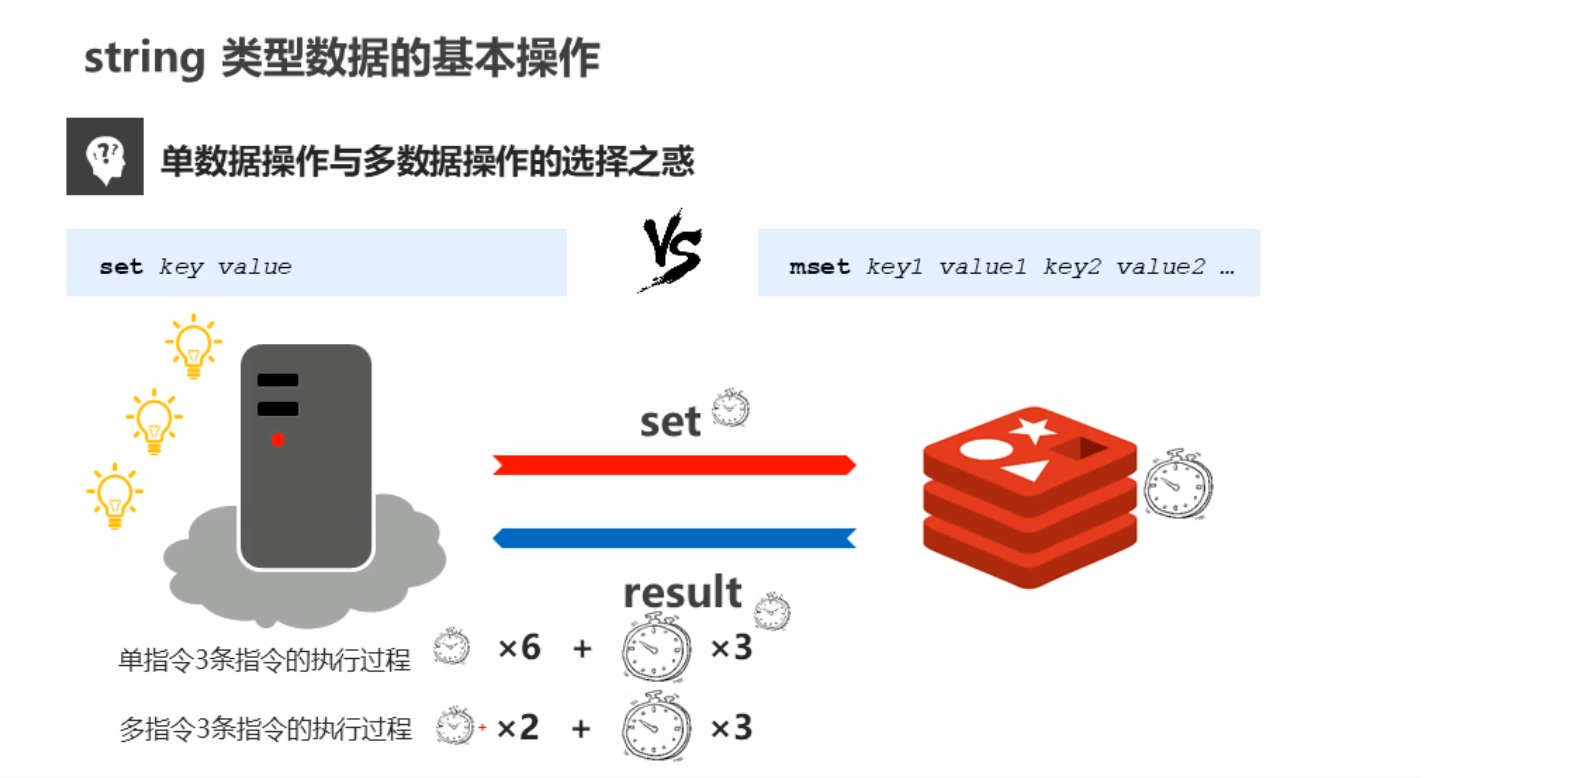 string 类型数据的基本操作
??
单数据操作与多数据操作的选择之惑
set key value
VS
mset key1 value1 key2 value2 …
set
result
单指令3条指令的执行过程 ×6 + ×3
多指令3条指令的执行过程 + ×2 + ×3